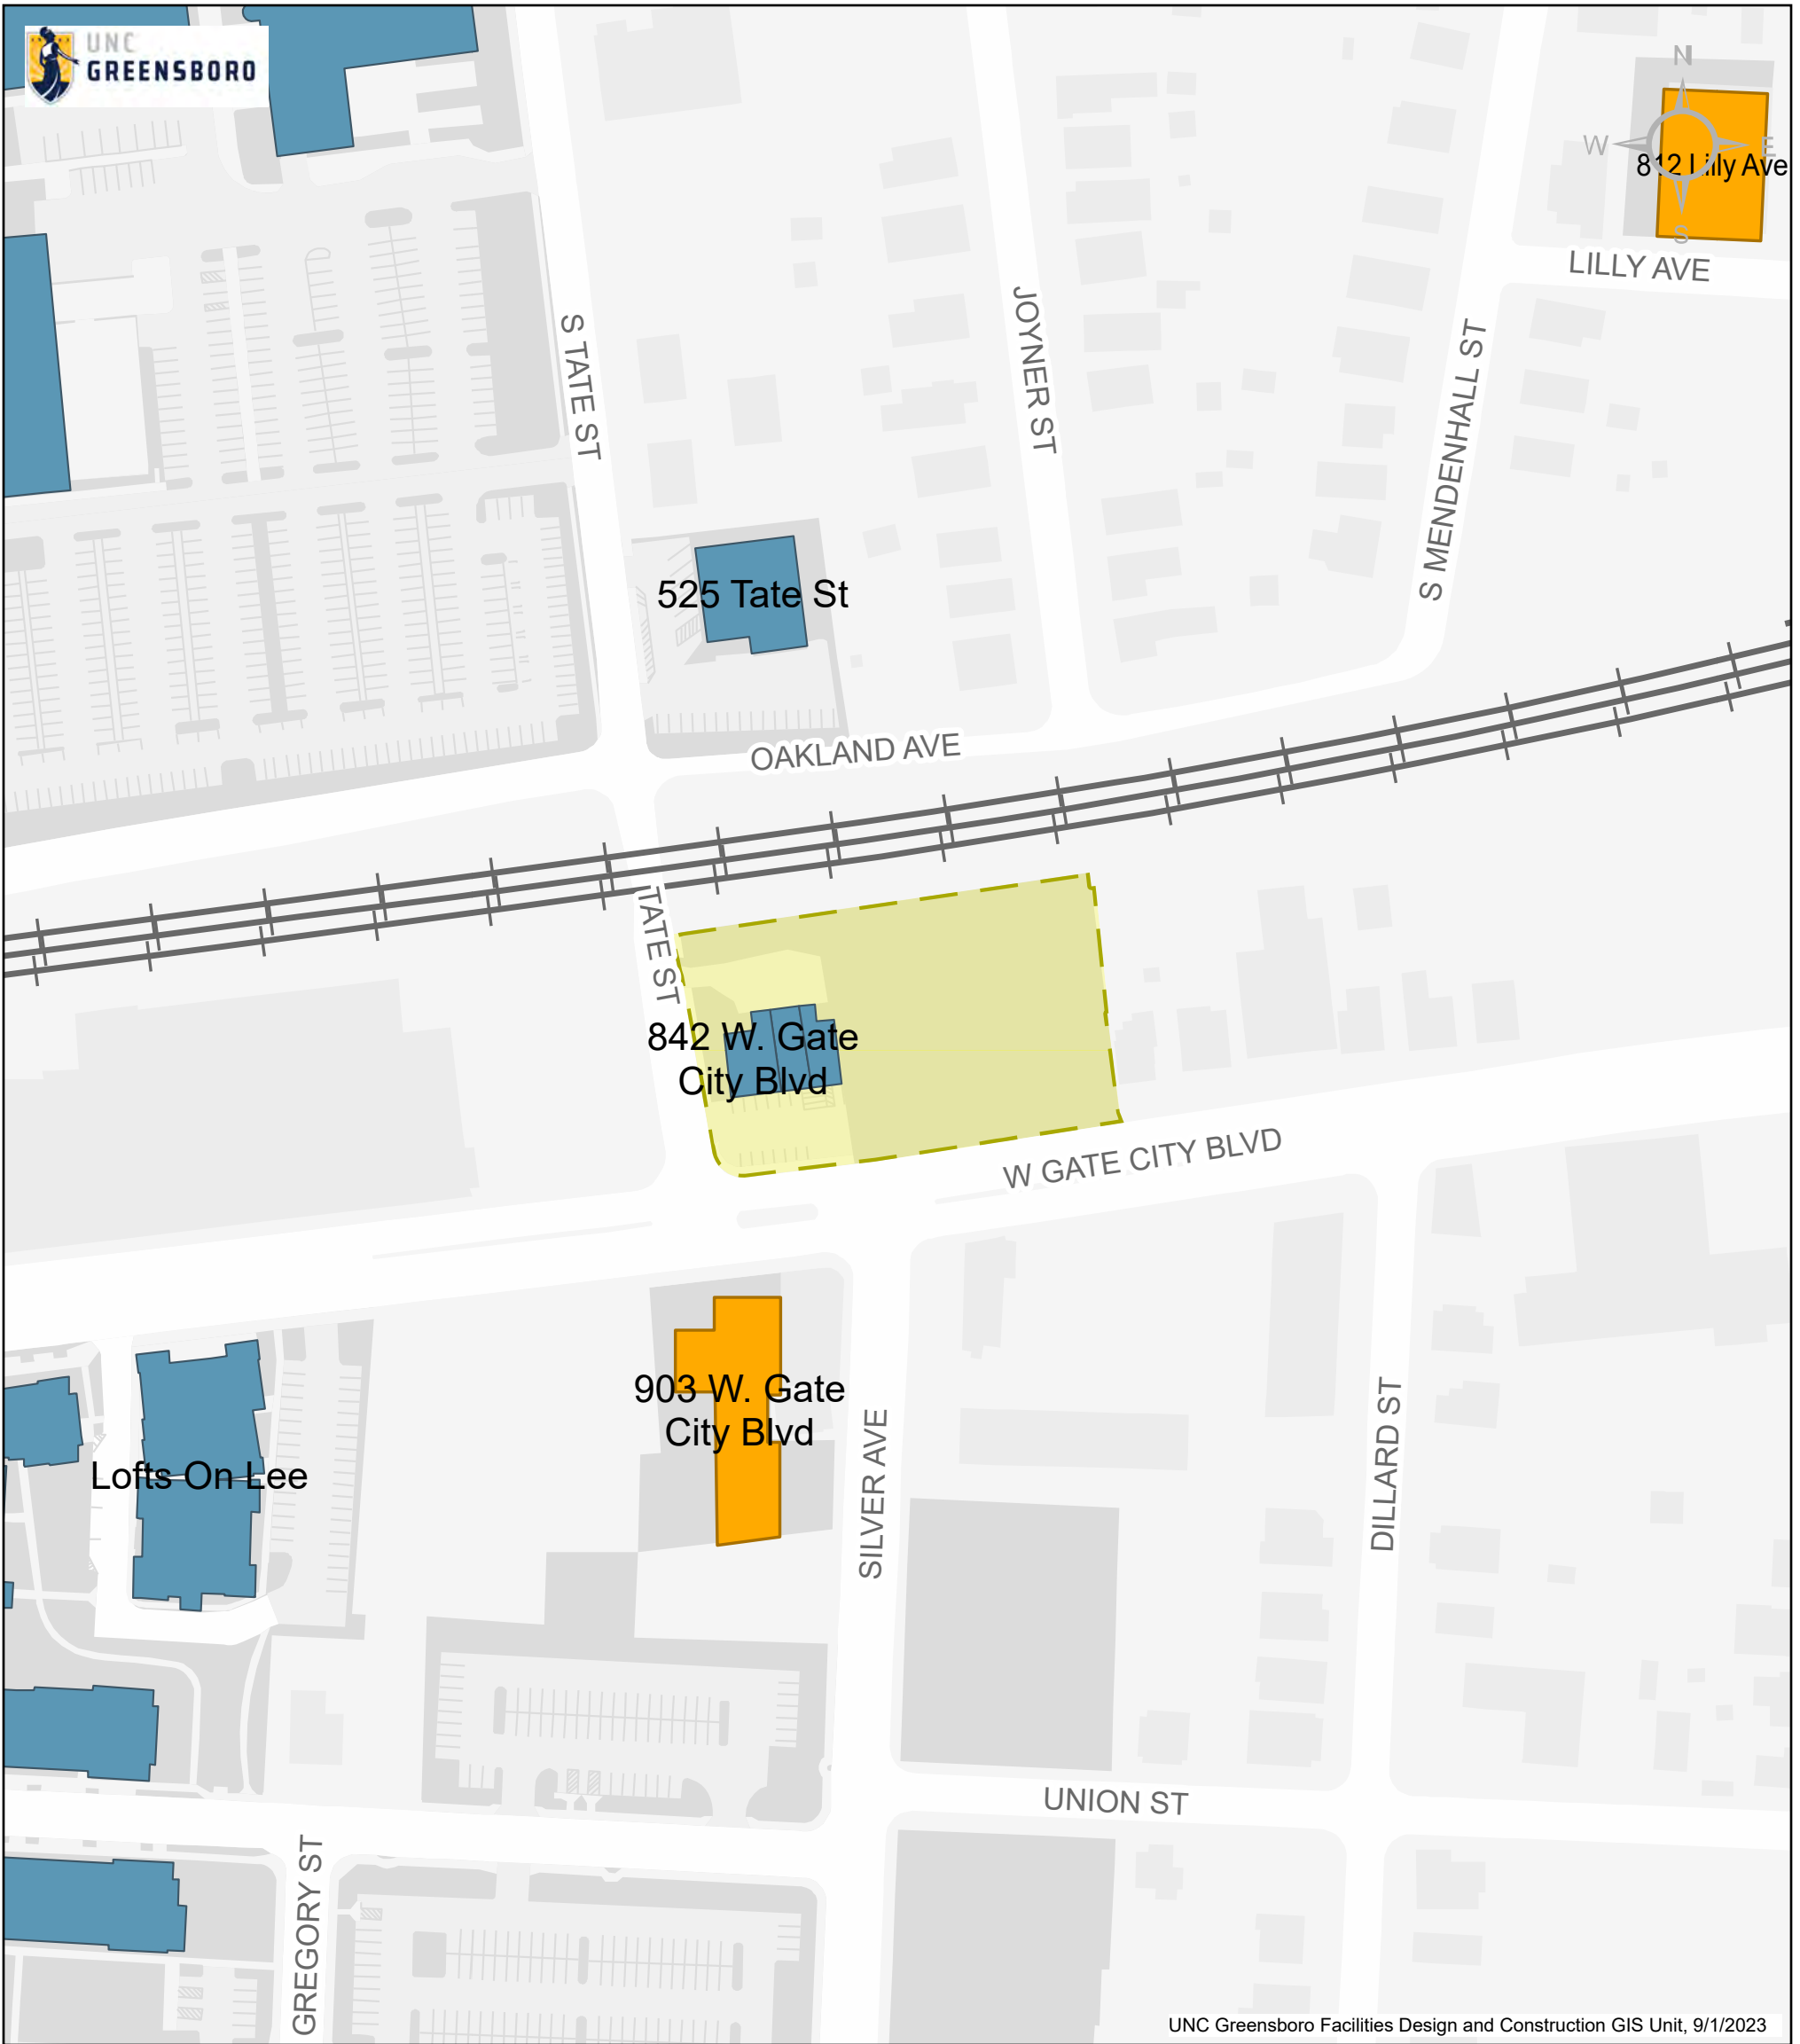 UNC
GREENSBORO
N
W
E
S
812 Lilly Ave
LILLY AVE
S TATE ST
JOYNER ST
S MENDENHALL ST
525 Tate St
OAKLAND AVE
TATE ST
842 W. Gate
City Blvd
W GATE CITY BLVD
903 W. Gate
City Blvd
Lofts On Lee
SILVER AVE
DILLARD ST
UNION ST
GREGORY ST
UNC Greensboro Facilities Design and Construction GIS Unit, 9/1/2023